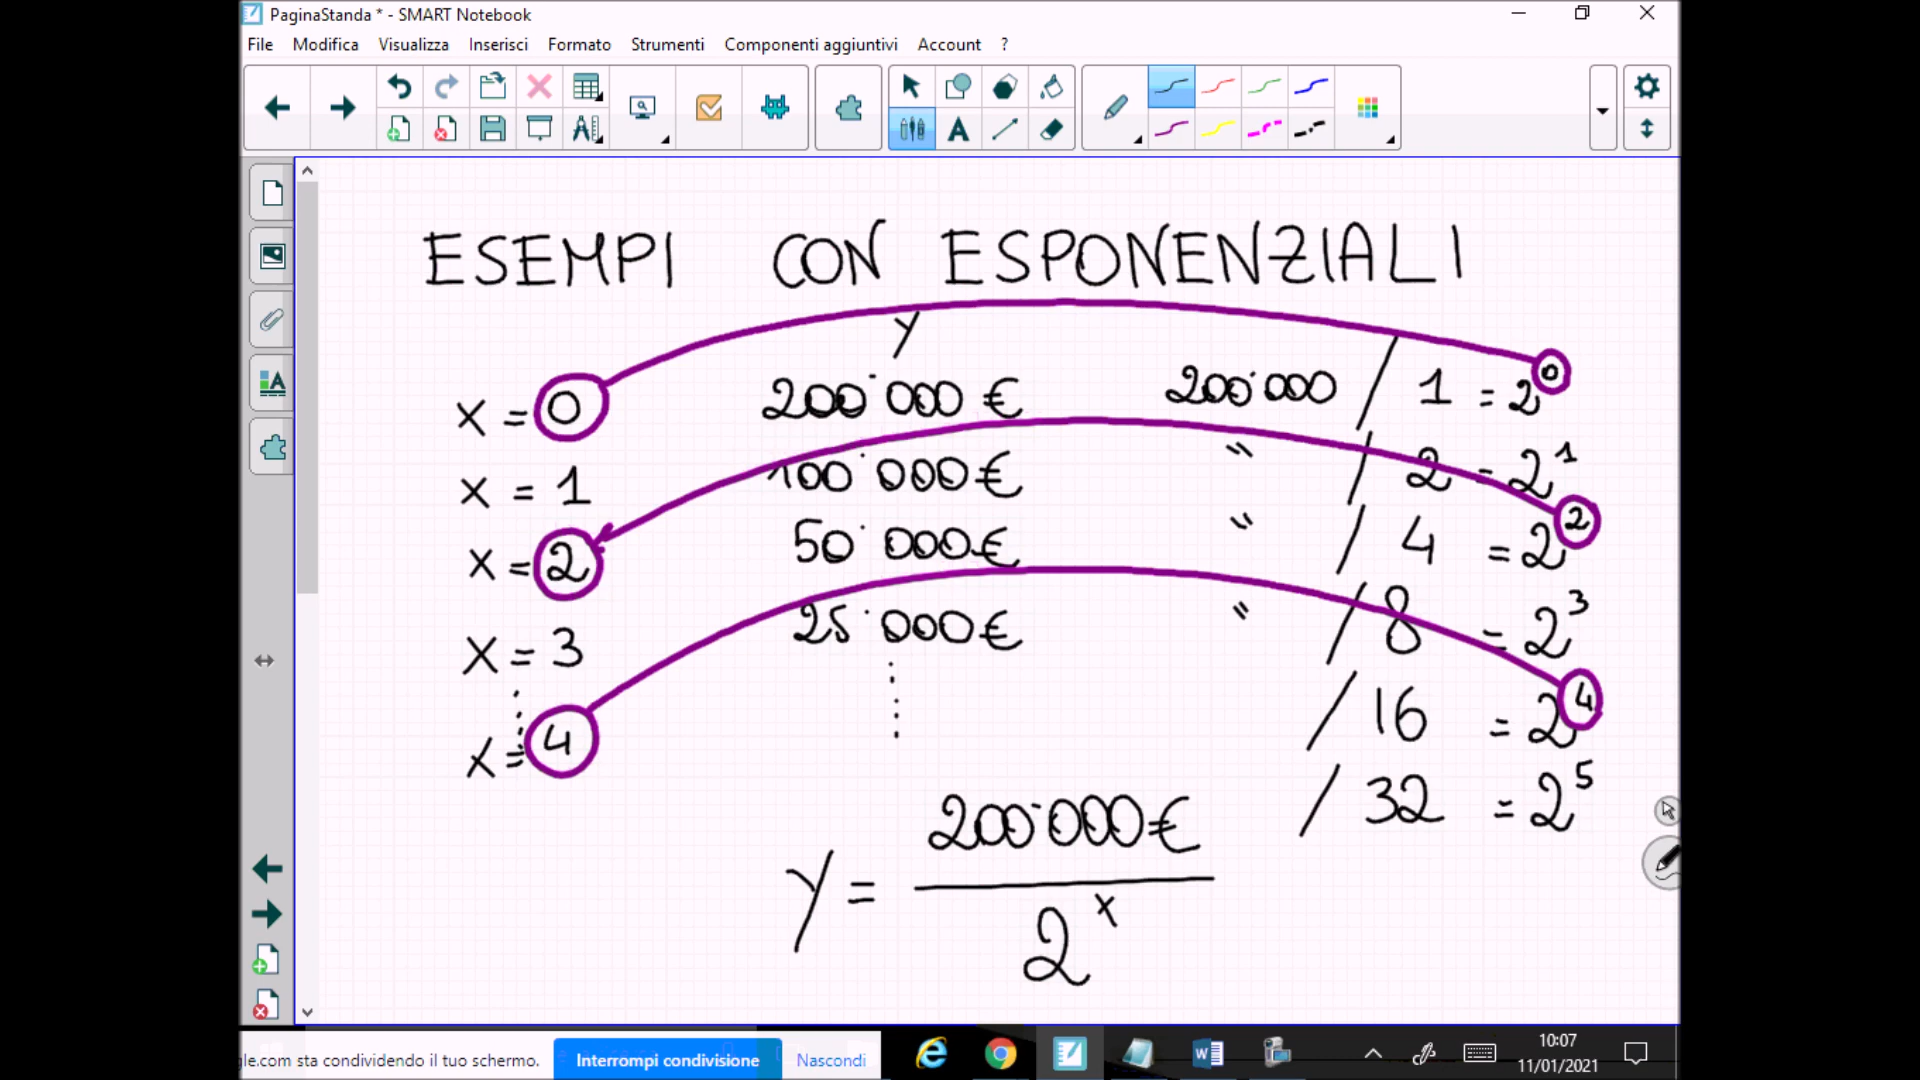 PaginaStanda * - SMART Notebook
File Modifica Visualizza Inserisci Formato Strumenti Componenti aggiuntivi Account ?
ESEMPI CON ESPONENZIALI
y
x = 0 200˙000 € 200˙000 / 1 = 2^0
x = 1 100˙000 € " / 2 = 2^1
x = 2 50˙000 € " / 4 = 2^2
x = 3 25˙000 € " / 8 = 2^3
x = 4 / 16 = 2^4
/ 32 = 2^5
200˙000 €
y =
2^x
gle.com sta condividendo il tuo schermo. Interrompi condivisione Nascondi
10:07
11/01/2021